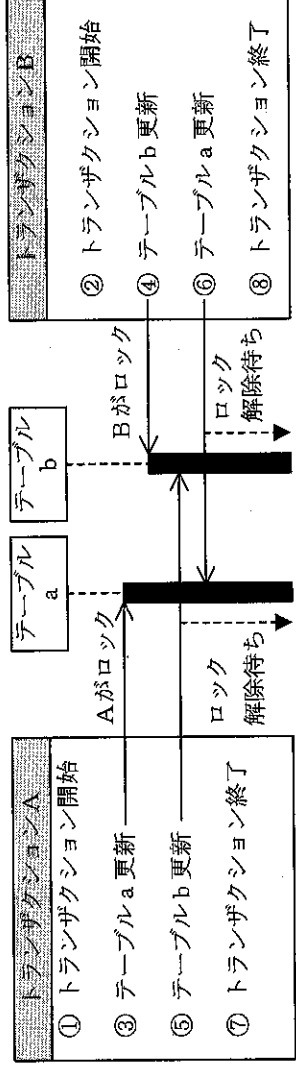 トランザクションA
① トランザクション開始
③ テーブルa更新
⑤ テーブルb更新
⑦ トランザクション終了
テーブル
a
テーブル
b
Aがロック
Bがロック
ロック
解除待ち
ロック
解除待ち
トランザクションB
② トランザクション開始
④ テーブルb更新
⑥ テーブルa更新
⑧ トランザクション終了